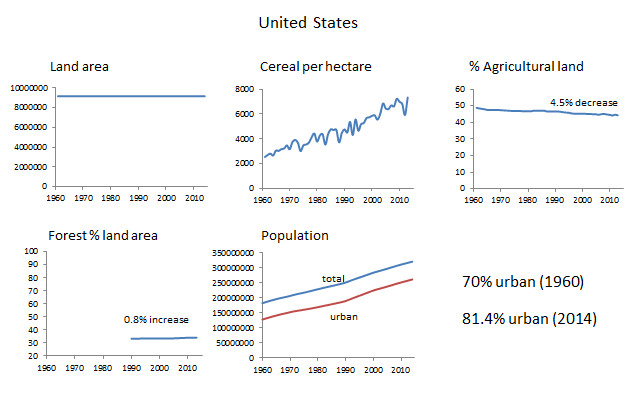 United States
Land area
10000000
8000000
6000000
4000000
2000000
0
1960 1970 1980 1990 2000 2010
Cereal per hectare
8000
6000
4000
2000
0
1960 1970 1980 1990 2000 2010
% Agricultural land
60
50
40
30
20
10
0
4.5% decrease
1960 1970 1980 1990 2000 2010
Forest % land area
100
90
80
70
60
50
40
30
20
0.8% increase
1960 1970 1980 1990 2000 2010
Population
350000000
300000000
250000000
200000000
150000000
100000000
50000000
0
total
urban
1960 1970 1980 1990 2000 2010
70% urban (1960)
81.4% urban (2014)